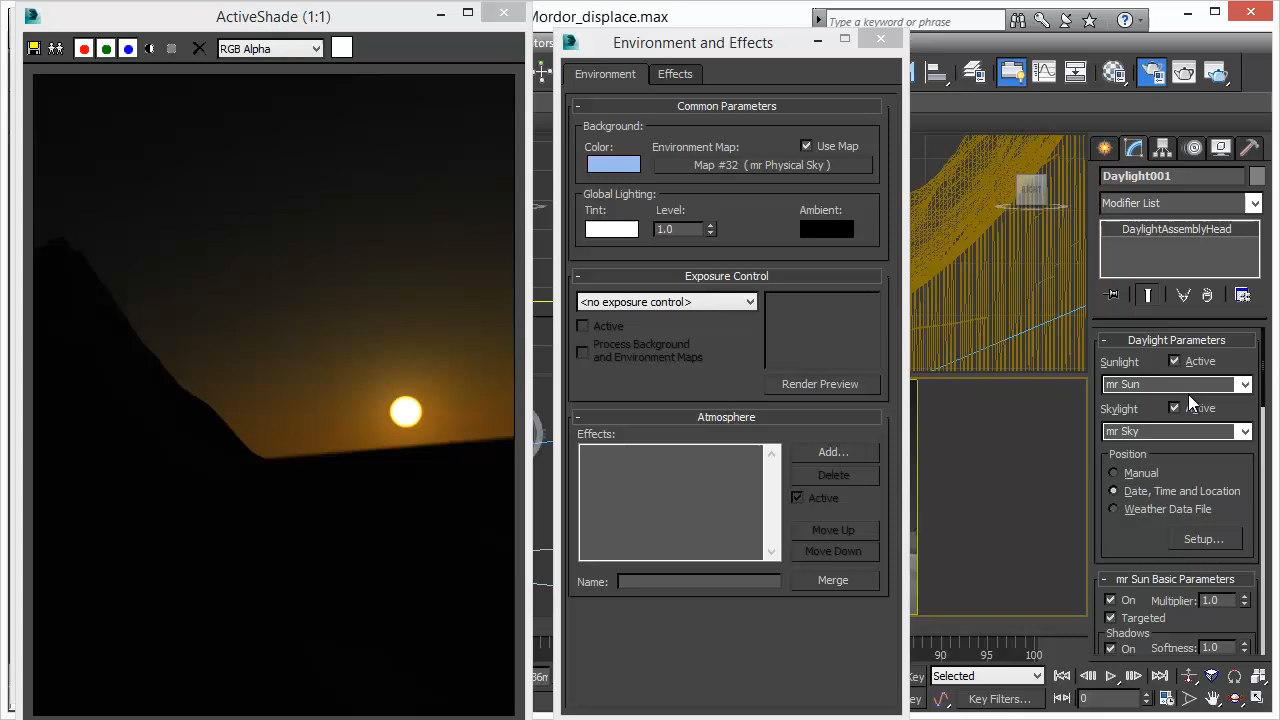 ActiveShade (1:1)
RGB Alpha
Mordor_displace.max
Type a keyword or phrase
Environment and Effects
Environment
Effects
Common Parameters
Background:
Color:
Environment Map:
Use Map
Map #32 ( mr Physical Sky )
Global Lighting:
Tint:
Level:
Ambient:
1.0
Exposure Control
<no exposure control>
Active
Process Background
and Environment Maps
Render Preview
Atmosphere
Effects:
Add...
Delete
Active
Move Up
Move Down
Name:
Merge
RIGHT
Daylight001
Modifier List
DaylightAssemblyHead
Daylight Parameters
Sunlight
Active
mr Sun
Skylight
mr Sky
Position
Manual
Date, Time and Location
Weather Data File
Setup...
mr Sun Basic Parameters
On
Multiplier:
1.0
Targeted
Shadows
On
Softness:
1.0
90
95
100
Selected
Key Filters...
0